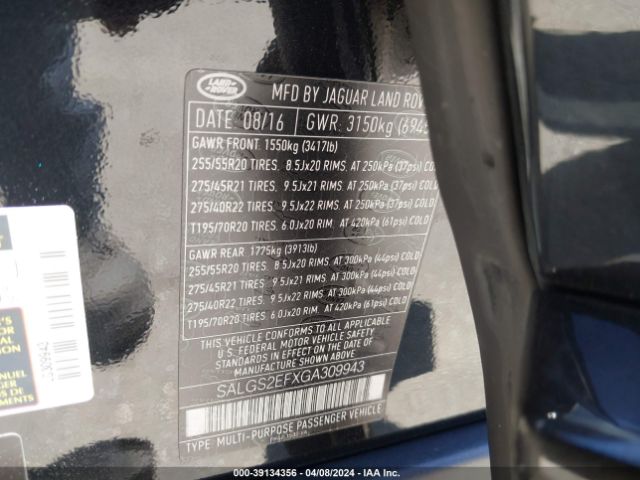 LAND ROVER
MFD BY JAGUAR LAND ROV
DATE 08/16 GWR: 3150kg (694
GAWR FRONT 1550kg (3417lb)
255/55R20 TIRES. 8.5Jx20 RIMS. AT 250kPa (37psi) COL
275/45R21 TIRES. 9.5Jx21 RIMS. AT 250kPa (37psi) COL
275/40R22 TIRES. 9.5Jx22 RIMS. AT 250kPa (37psi) COLD
T195/70R20 TIRES 6.0Jx20 RIM. AT 420kPa (61psi) COLD
GAWR REAR 1775kg (3913lb)
255/55R20 TIRES. 8.5Jx20 RIMS. AT 300kPa (44psi) COLD
275/45R21 TIRES. 9.5Jx21 RIMS. AT 300kPa (44psi) COLD
275/40R22 TIRES. 9.5Jx22 RIMS. AT 300kPa (44psi) COLD
T195/70R20 TIRES. 6.0Jx20 RIM. AT 420kPa (61psi) COLD
THIS VEHICLE CONFORMS TO ALL APPLICABLE
U.S. FEDERAL MOTOR VEHICLE SAFETY
STANDARDS IN EFFECT ON THE DATE OF
MANUFACTURE SHOWN ABOVE
SALGS2EFXGA309943
TYPE MULTI-PURPOSE PASSENGER VEHICLE
NUEL
000-39134356 - 04/08/2024 - IAA Inc.